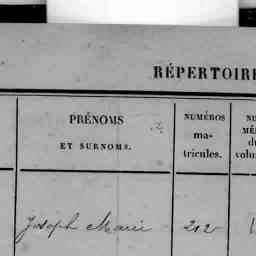 RÉPERTOIRE
PRÉNOMS
ET SURNOMS.
NUMÉROS
ma-
tricules.
Joseph Marie 212